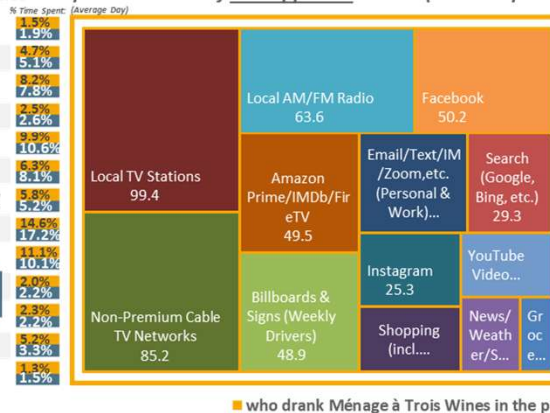 % Time Spent: (Average Day)
1.5%
1.9%
4.7%
5.1%
8.2%
7.8%
2.5%
2.6%
9.9%
10.6%
6.3%
8.1%
5.8%
5.2%
14.6%
17.2%
11.1%
10.1%
2.0%
2.2%
2.3%
2.2%
5.2%
3.3%
1.3%
1.5%
Local TV Stations
99.4
Non-Premium Cable
TV Networks
85.2
Local AM/FM Radio
63.6
Facebook
50.2
Amazon
Prime/IMDb/Fir
eTV
49.5
Billboards &
Signs (Weekly
Drivers)
48.9
Email/Text/IM
/Zoom,etc.
(Personal &
Work)...
Search
(Google,
Bing, etc.)
29.3
Instagram
25.3
YouTube
Video...
Shopping
(incl....
News/
Weath
er/S...
Gr
oc
e...
who drank Ménage à Trois Wines in the p